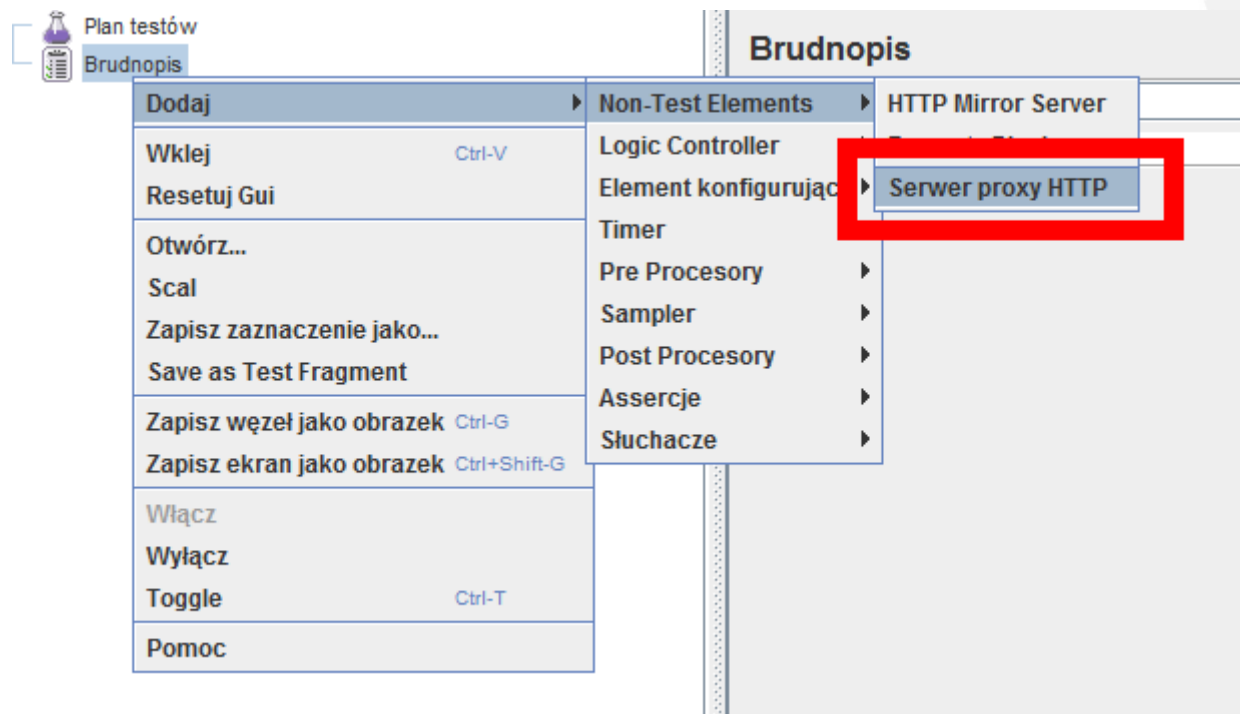 Plan testów
Brudnopis
Brudnopis
Dodaj
Wklej Ctrl-V
Resetuj Gui
Otwórz...
Scal
Zapisz zaznaczenie jako...
Save as Test Fragment
Zapisz węzeł jako obrazek Ctrl-G
Zapisz ekran jako obrazek Ctrl+Shift-G
Włącz
Wyłącz
Toggle Ctrl-T
Pomoc
Non-Test Elements
Logic Controller
Element konfigurując
Timer
Pre Procesory
Sampler
Post Procesory
Assercje
Słuchacze
HTTP Mirror Server
Serwer proxy HTTP